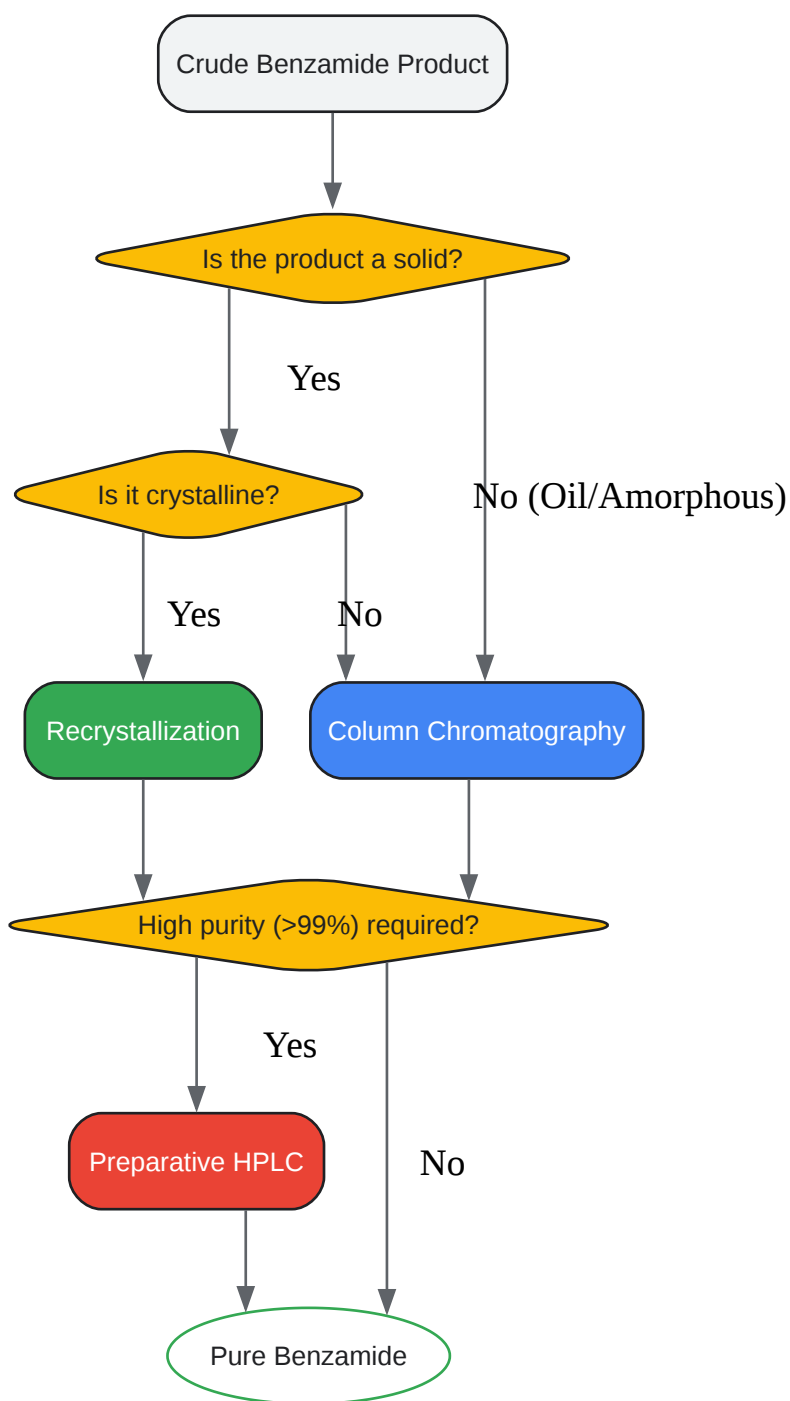 Crude Benzamide Product
Is the product a solid?
Yes
Is it crystalline?
No (Oil/Amorphous)
Yes
No
Recrystallization
Column Chromatography
High purity (>99%) required?
Yes
Preparative HPLC
No
Pure Benzamide